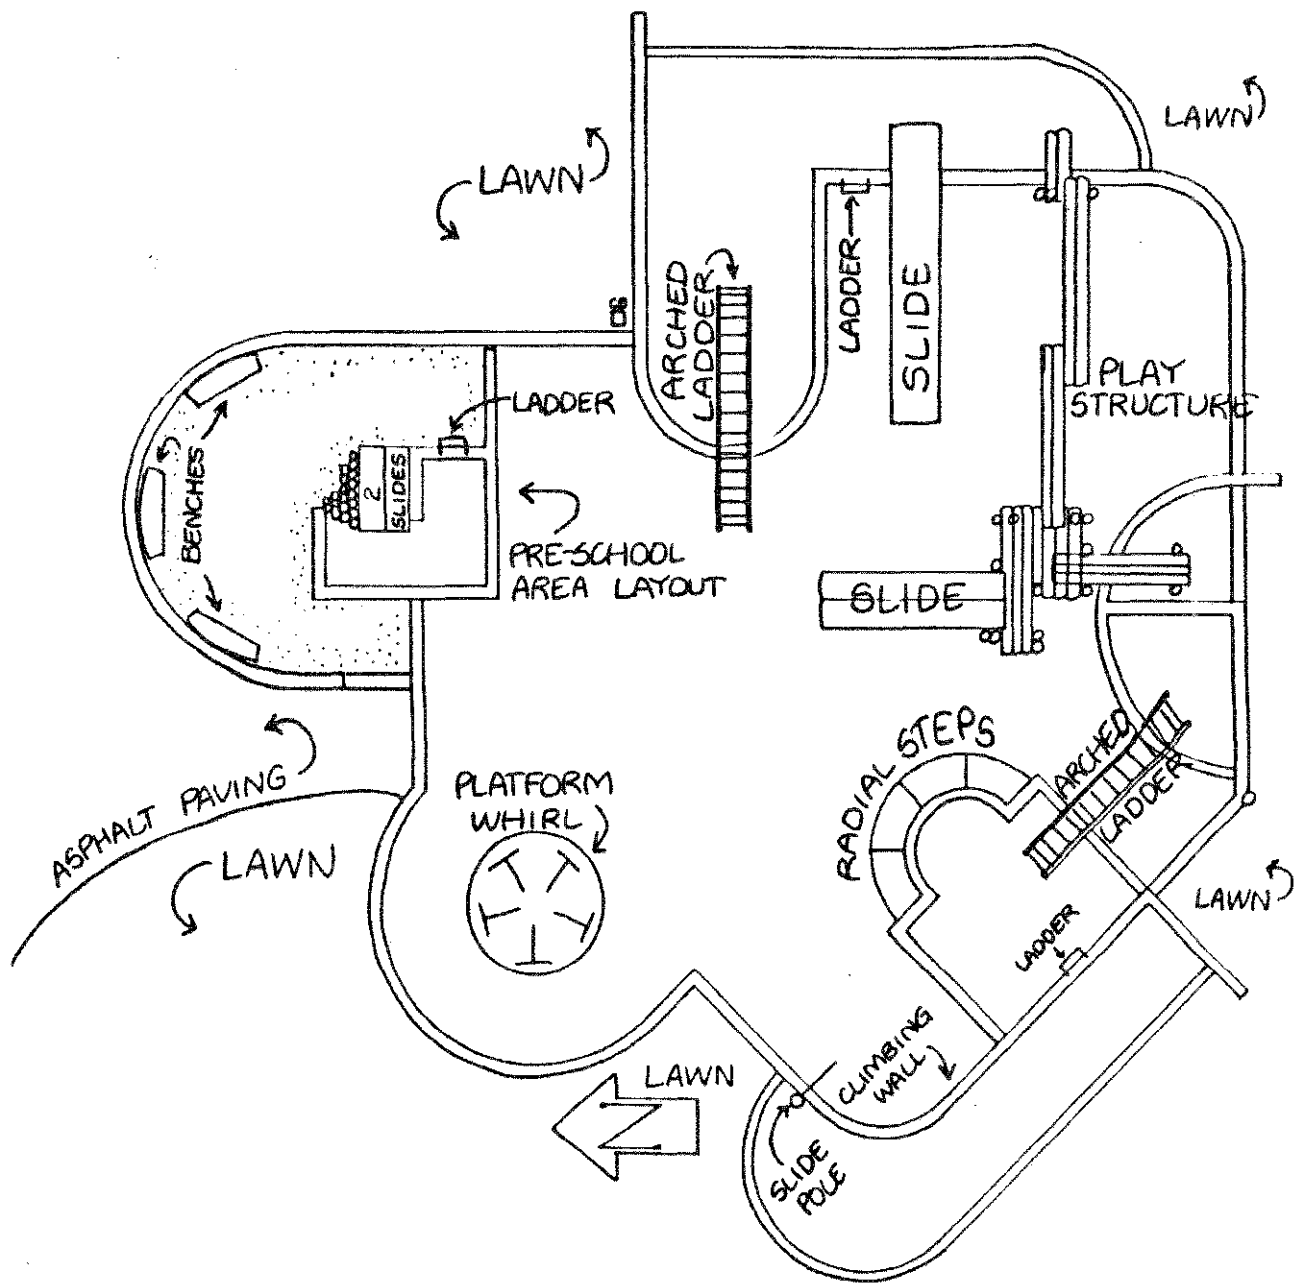 LAWN
LAWN
ARCHED
LADDER
LADDER
SLIDE
PLAY
STRUCTURE
LADDER
2
SLIDES
BENCHES
PRE-SCHOOL
AREA LAYOUT
SLIDE
RADIAL STEPS
ARCHED
LADDER
ASPHALT PAVING
PLATFORM
WHIRL
LAWN
LAWN
LADDER
CLIMBING
WALL
LAWN
N
SLIDE
POLE